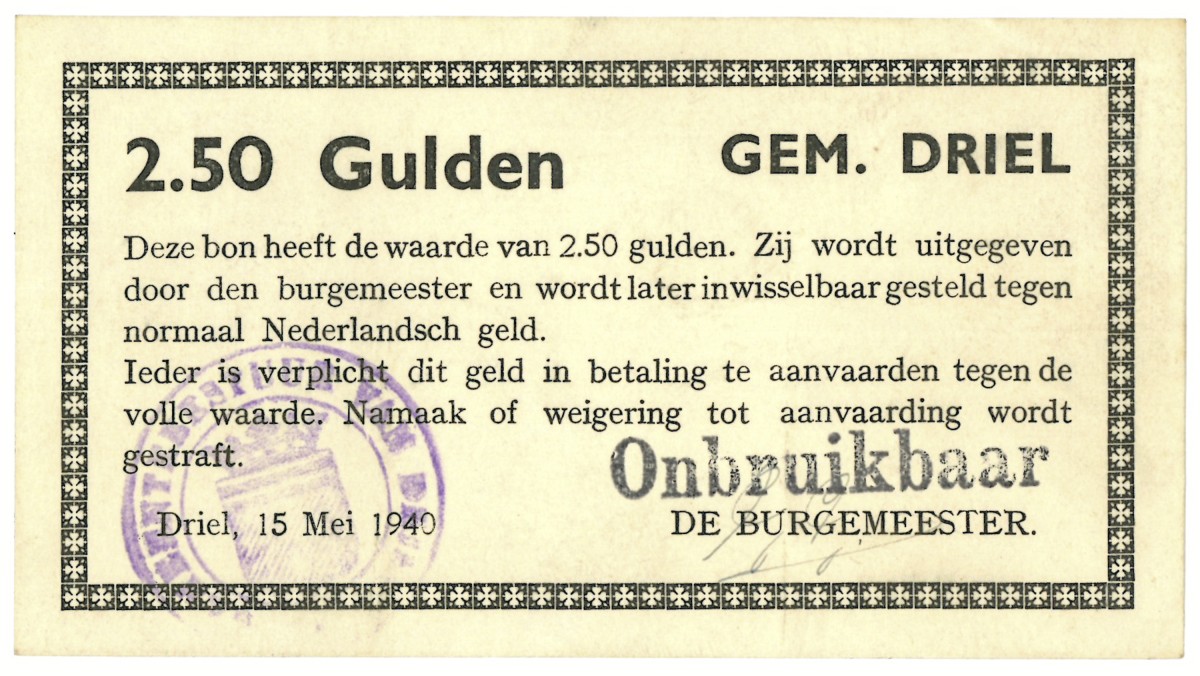 2.50 Gulden GEM. DRIEL
Deze bon heeft de waarde van 2.50 gulden. Zij wordt uitgegeven
door den burgemeester en wordt later inwisselbaar gesteld tegen
normaal Nederlandsch geld.
Ieder is verplicht dit geld in betaling te aanvaarden tegen de
volle waarde. Namaak of weigering tot aanvaarding wordt
gestraft.
Onbruikbaar
Driel, 15 Mei 1940 DE BURGEMEESTER.